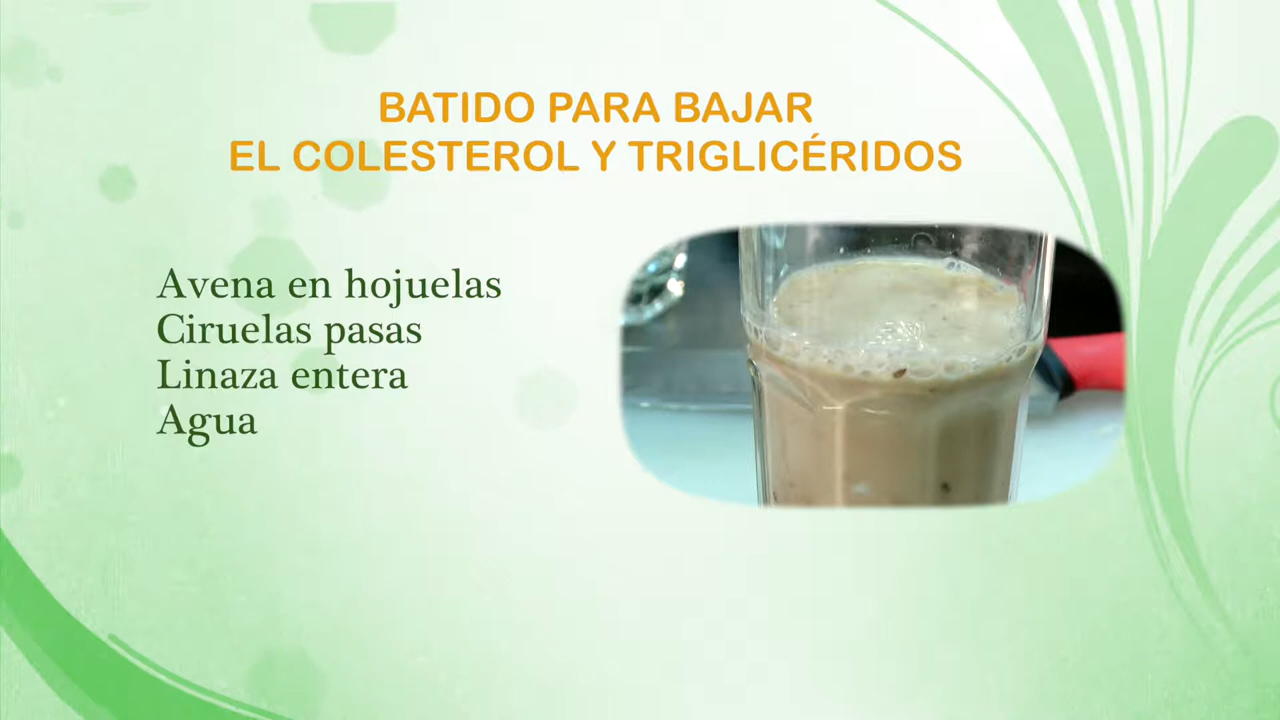 BATIDO PARA BAJAR
EL COLESTEROL Y TRIGLICÉRIDOS
Avena en hojuelas
Ciruelas pasas
Linaza entera
Agua